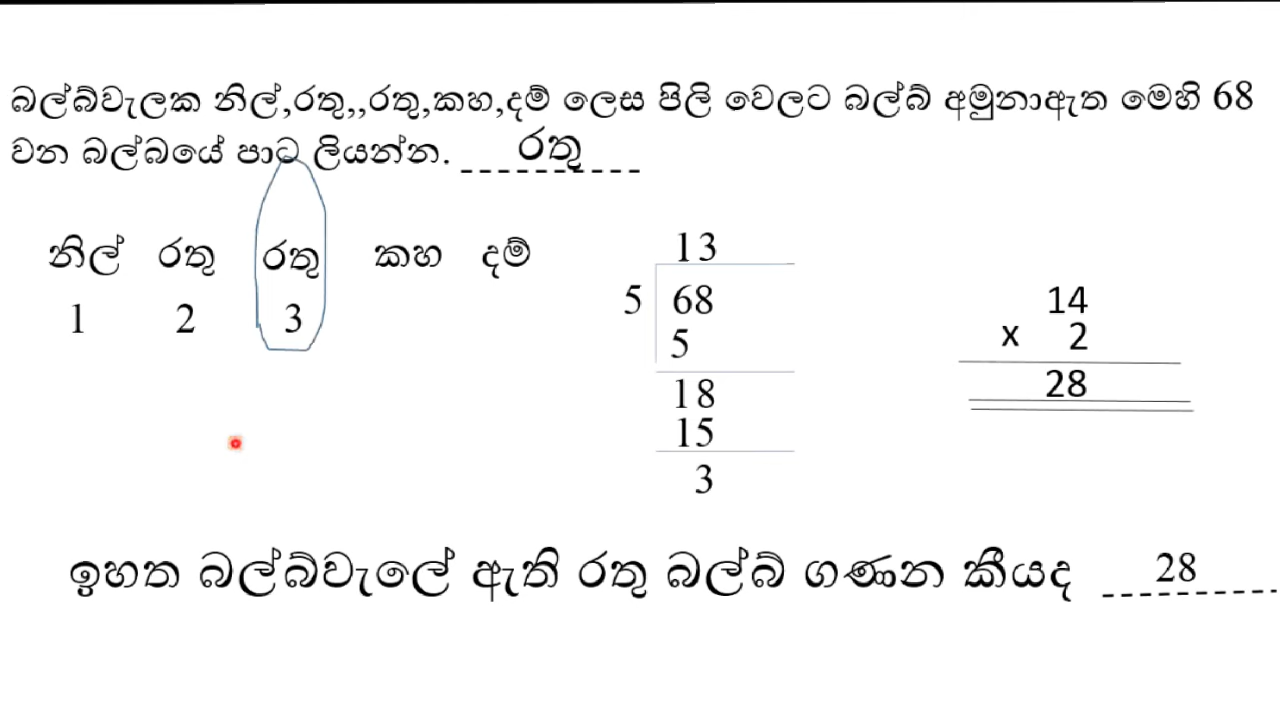 බල්බ්වැලක නිල්,රතු,,රතු,කහ,දම් ලෙස පිලි වෙලට බල්බ් අමුනාඇත මෙහි 68
වන බල්බයේ පාට ලියන්න. රතු
නිල් රතු රතු කහ දම්
1 2 3
13
5 68
5
18
15
3
14
x 2
28
ඉහත බල්බ්වැලේ ඇති රතු බල්බ් ගණන කීයද 28